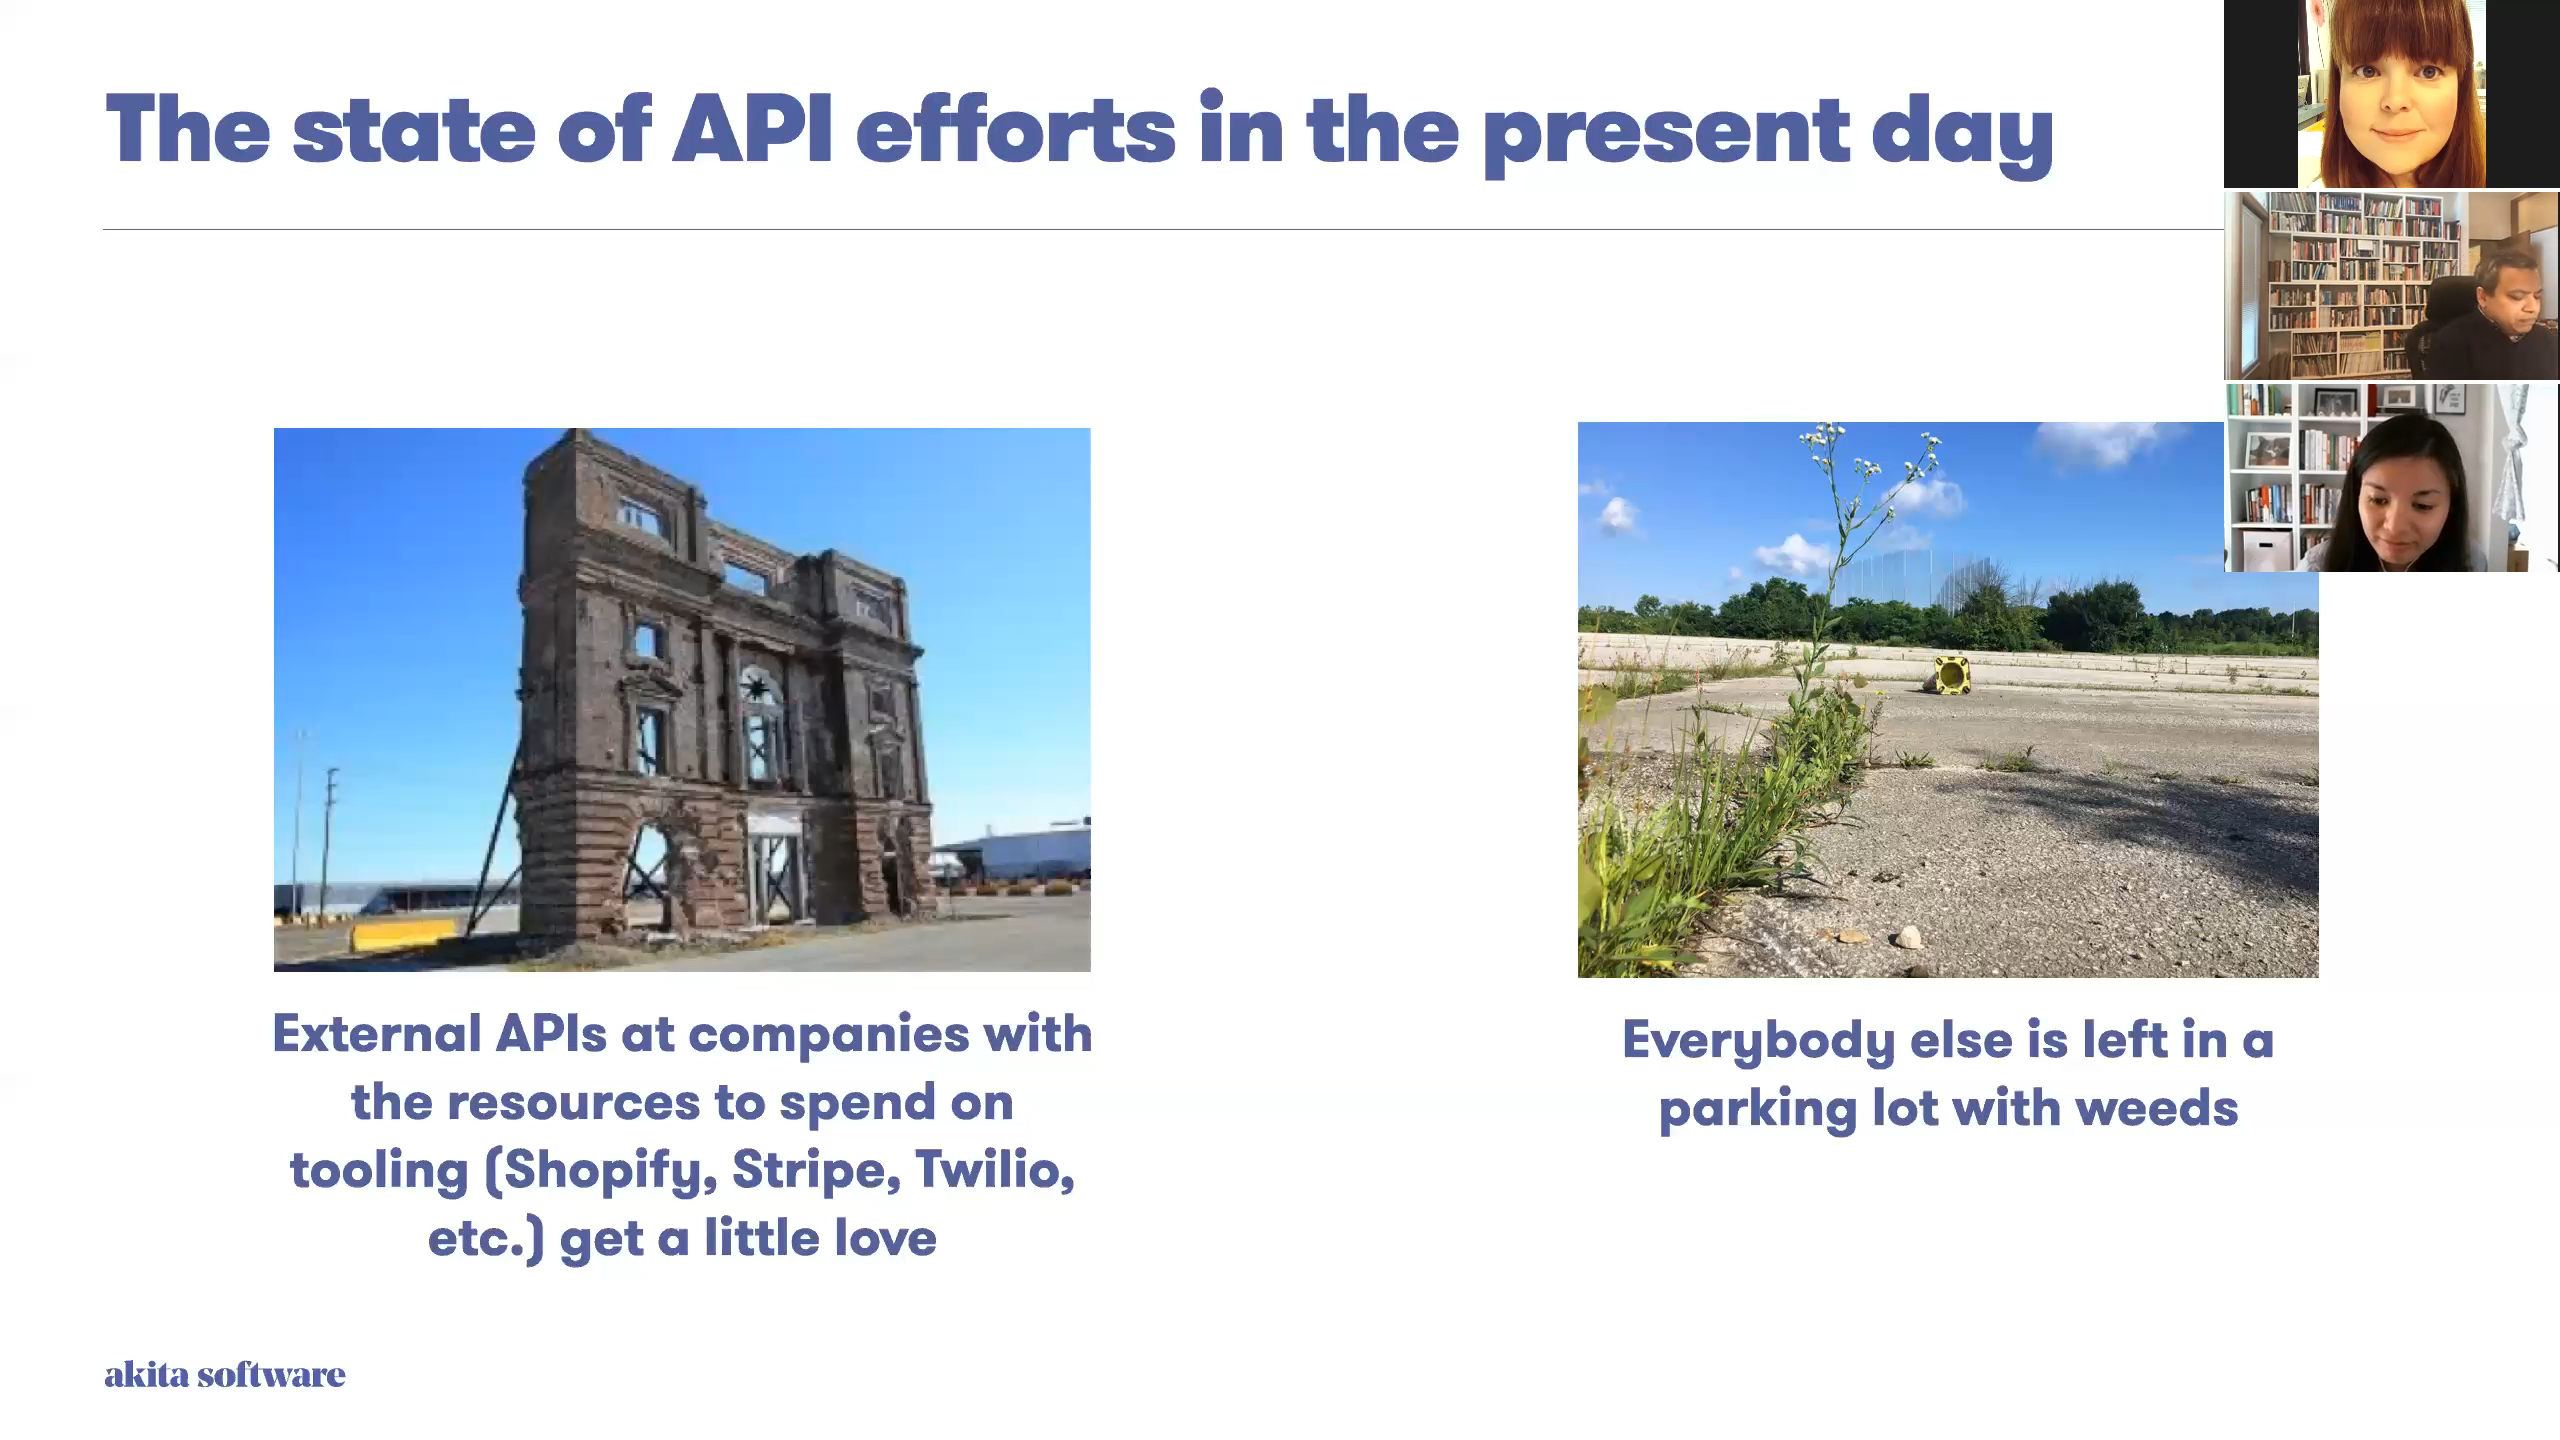 The state of API efforts in the present day
External APIs at companies with
the resources to spend on
tooling (Shopify, Stripe, Twilio,
etc.) get a little love
Everybody else is left in a
parking lot with weeds
akita software